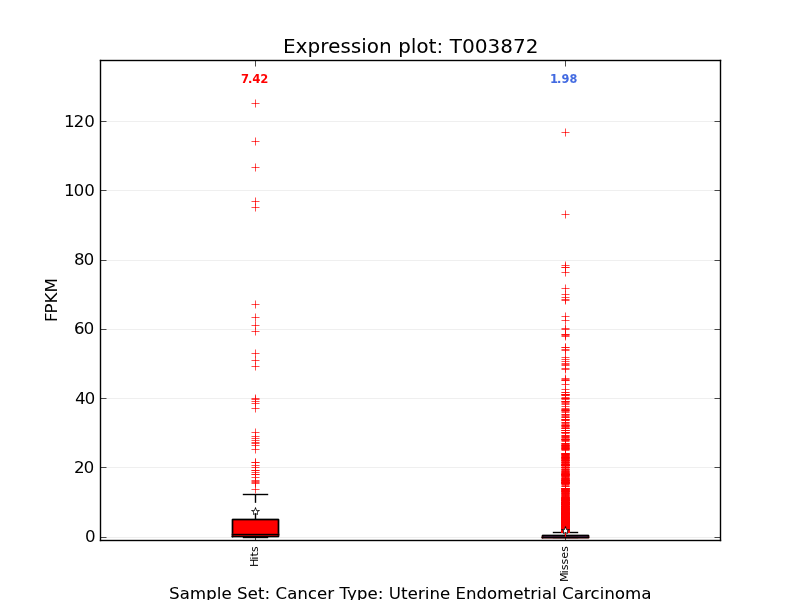 Expression plot: T003872
7.42
1.98
120
100
80
60
40
20
0
FPKM
Hits
Misses
Sample Set: Cancer Type: Uterine Endometrial Carcinoma